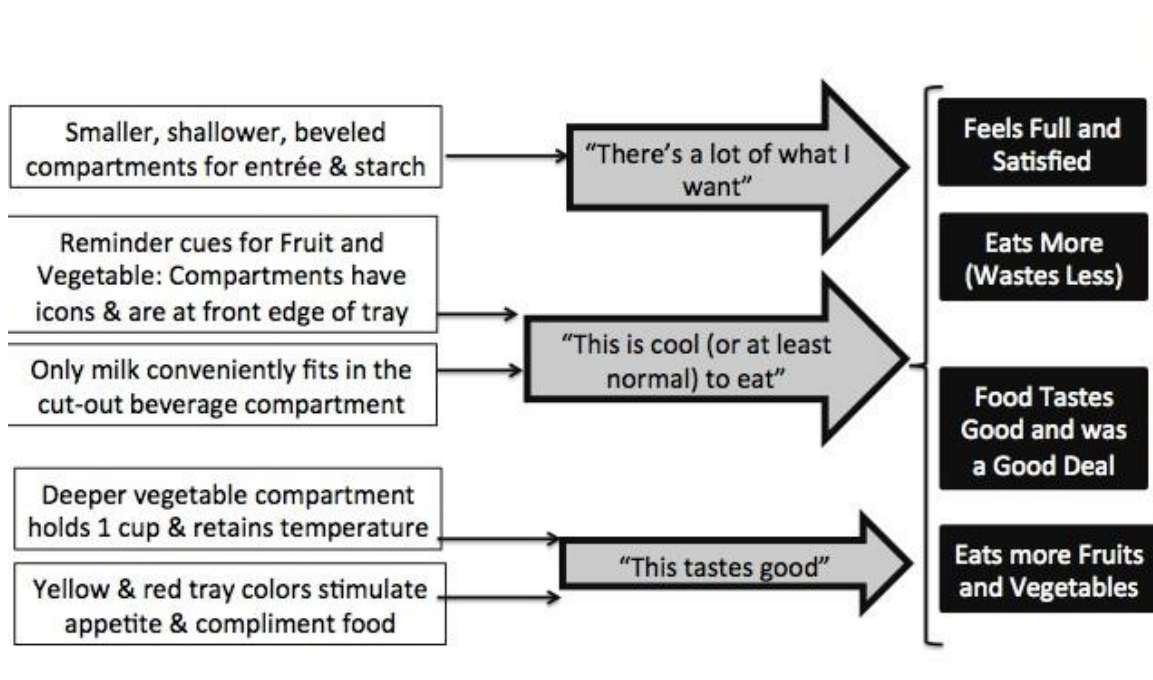 Smaller, shallower, beveled
compartments for entrée & starch
Reminder cues for Fruit and
Vegetable: Compartments have
icons & are at front edge of tray
Only milk conveniently fits in the
cut-out beverage compartment
Deeper vegetable compartment
holds 1 cup & retains temperature
Yellow & red tray colors stimulate
appetite & compliment food
“There’s a lot of what I
want”
“This is cool (or at least
normal) to eat”
“This tastes good”
Feels Full and
Satisfied
Eats More
(Wastes Less)
Food Tastes
Good and was
a Good Deal
Eats more Fruits
and Vegetables